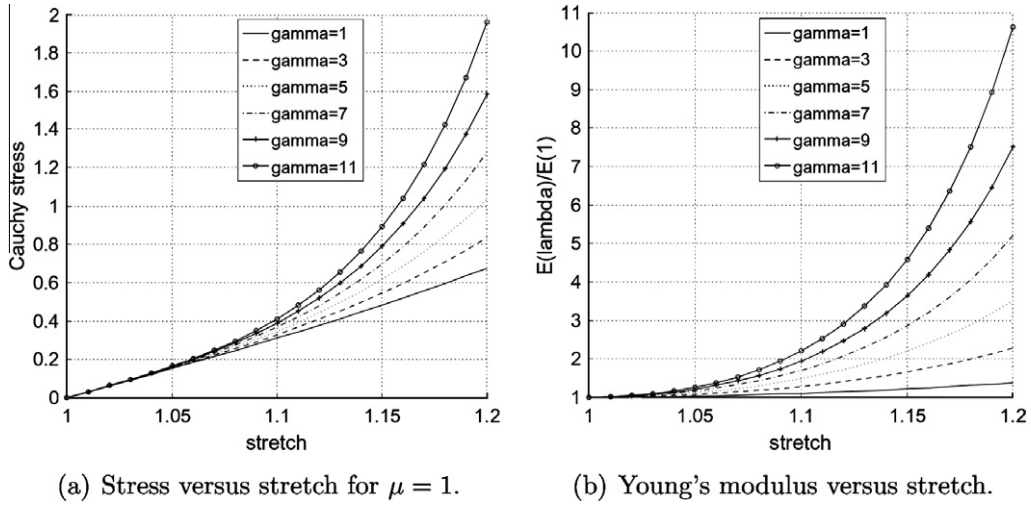 2
1.8
1.6
1.4
1.2
1
0.8
0.6
0.4
0.2
0
Cauchy stress
gamma=1
gamma=3
gamma=5
gamma=7
gamma=9
gamma=11
1
1.05
1.1
1.15
1.2
stretch
(a) Stress versus stretch for μ = 1.
11
10
9
8
7
6
5
4
3
2
1
E(lambda)/E(1)
gamma=1
gamma=3
gamma=5
gamma=7
gamma=9
gamma=11
1
1.05
1.1
1.15
1.2
stretch
(b) Young's modulus versus stretch.